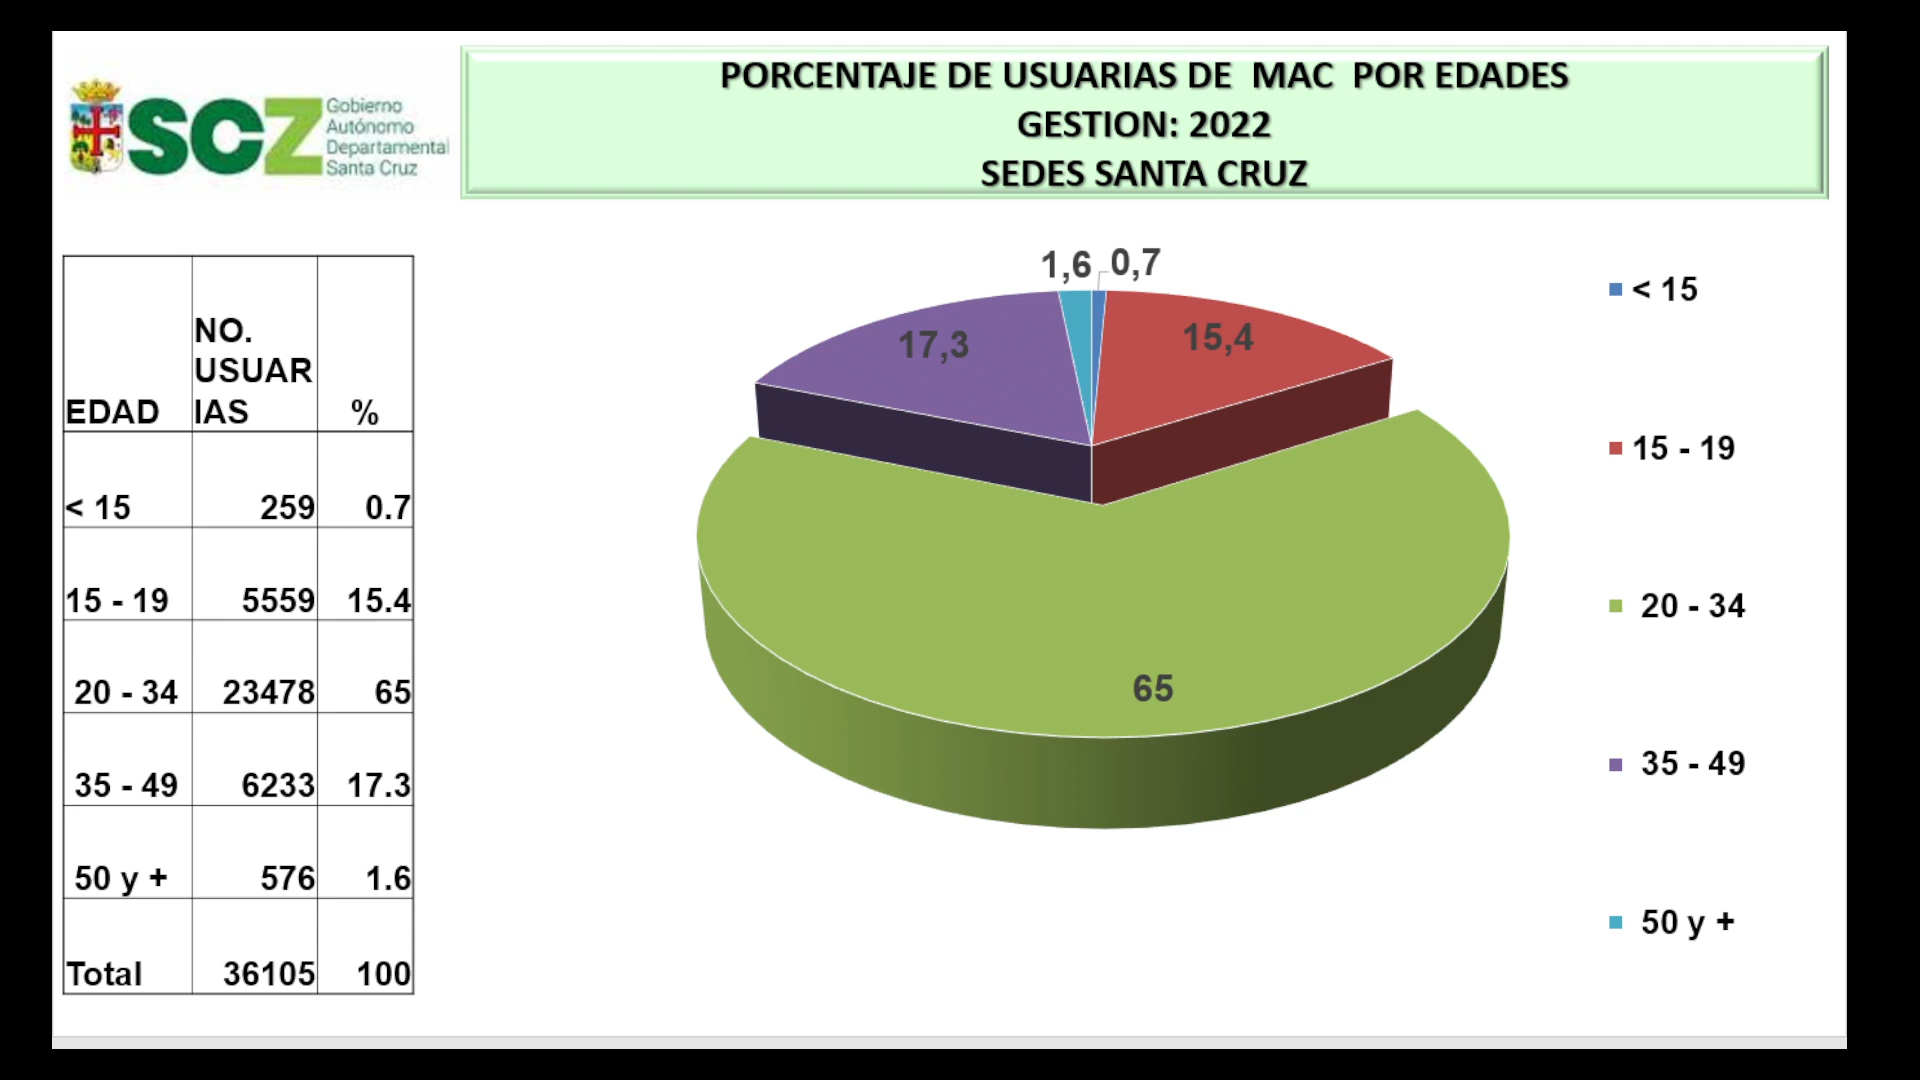 SCZ
Gobierno
Autónomo
Departamental
Santa Cruz
PORCENTAJE DE USUARIAS DE MAC POR EDADES
GESTION: 2022
SEDES SANTA CRUZ
EDAD NO. USUARIAS %
< 15 259 0.7
15 - 19 5559 15.4
20 - 34 23478 65
35 - 49 6233 17.3
50 y + 576 1.6
Total 36105 100
1,6 0,7
17,3 15,4
65
< 15
15 - 19
20 - 34
35 - 49
50 y +